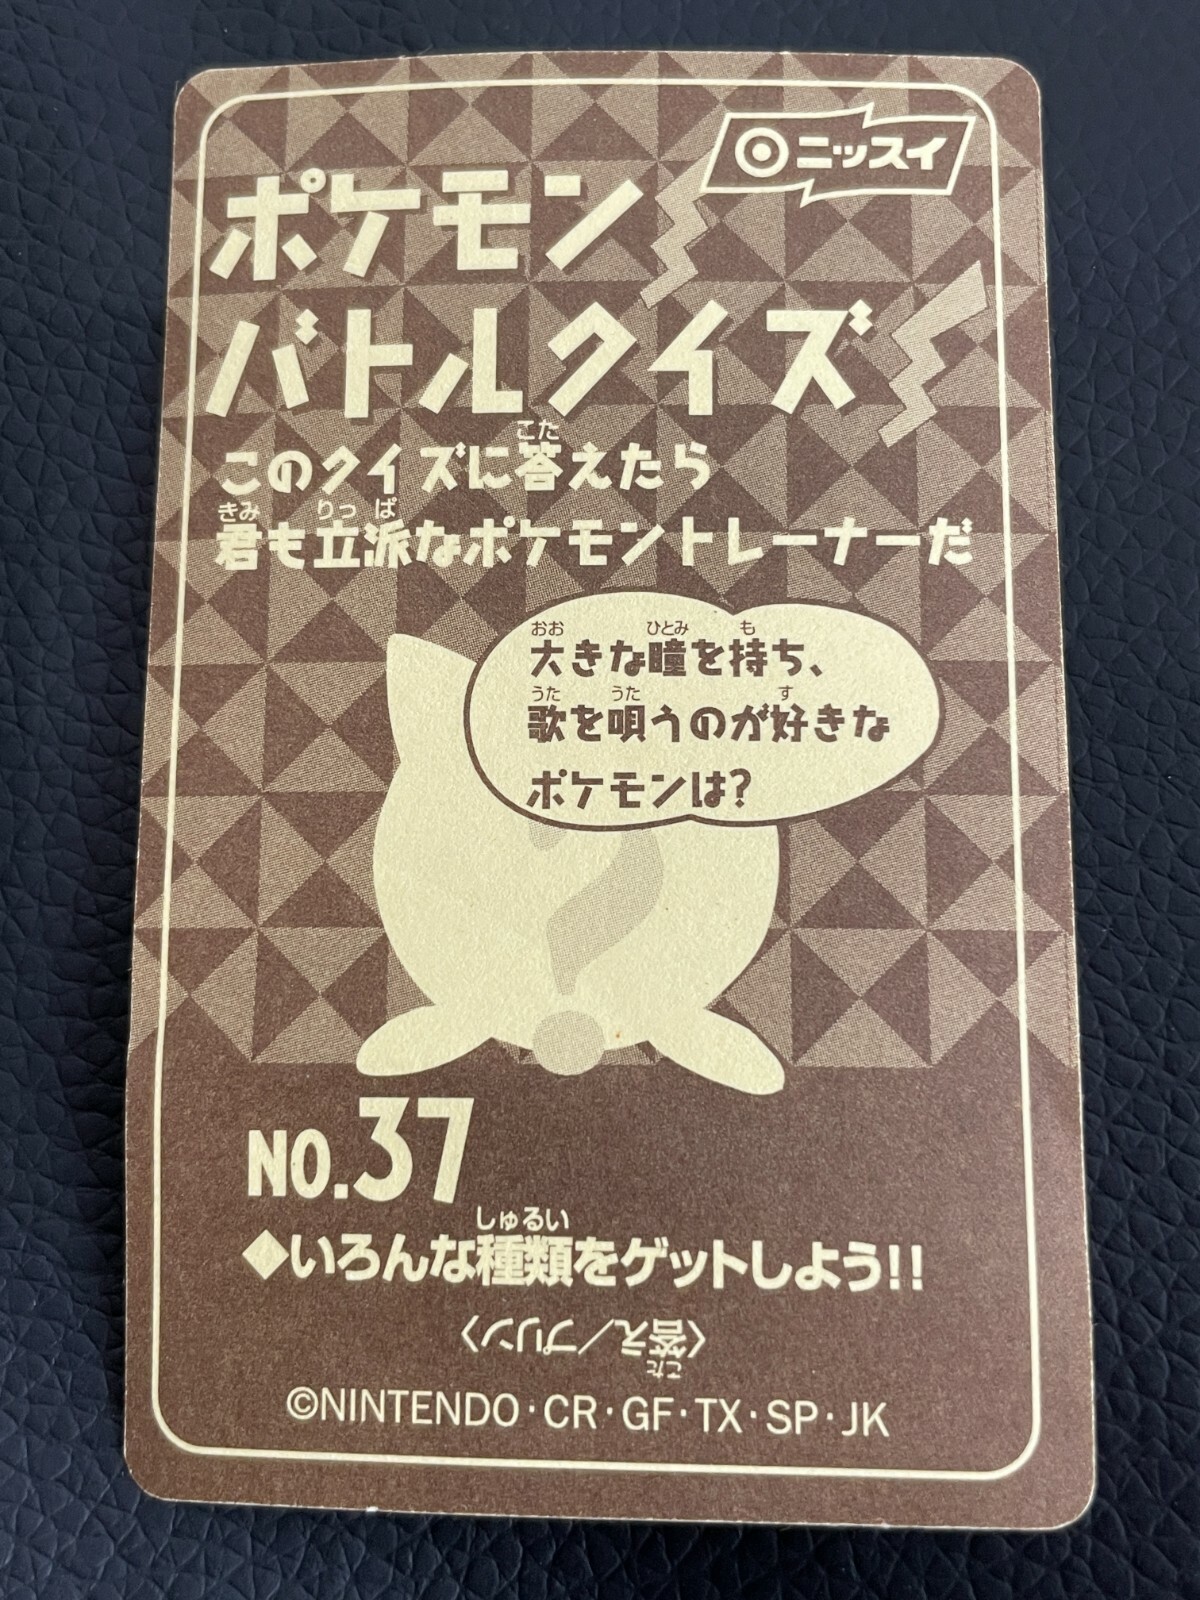 ニッスイ
ポケモン
バトルクイズ
こた
このクイズに答えたら
きみ りっ ぱ
君も立派なポケモントレーナーだ
おお ひとみ も
大きな瞳を持ち、
うた うた す
歌を唄うのが好きな
ポケモンは?
NO.37
しゅるい
◆いろんな種類をゲットしよう!!
こた
〈答え/プリン〉
©NINTENDO・CR・GF・TX・SP・JK